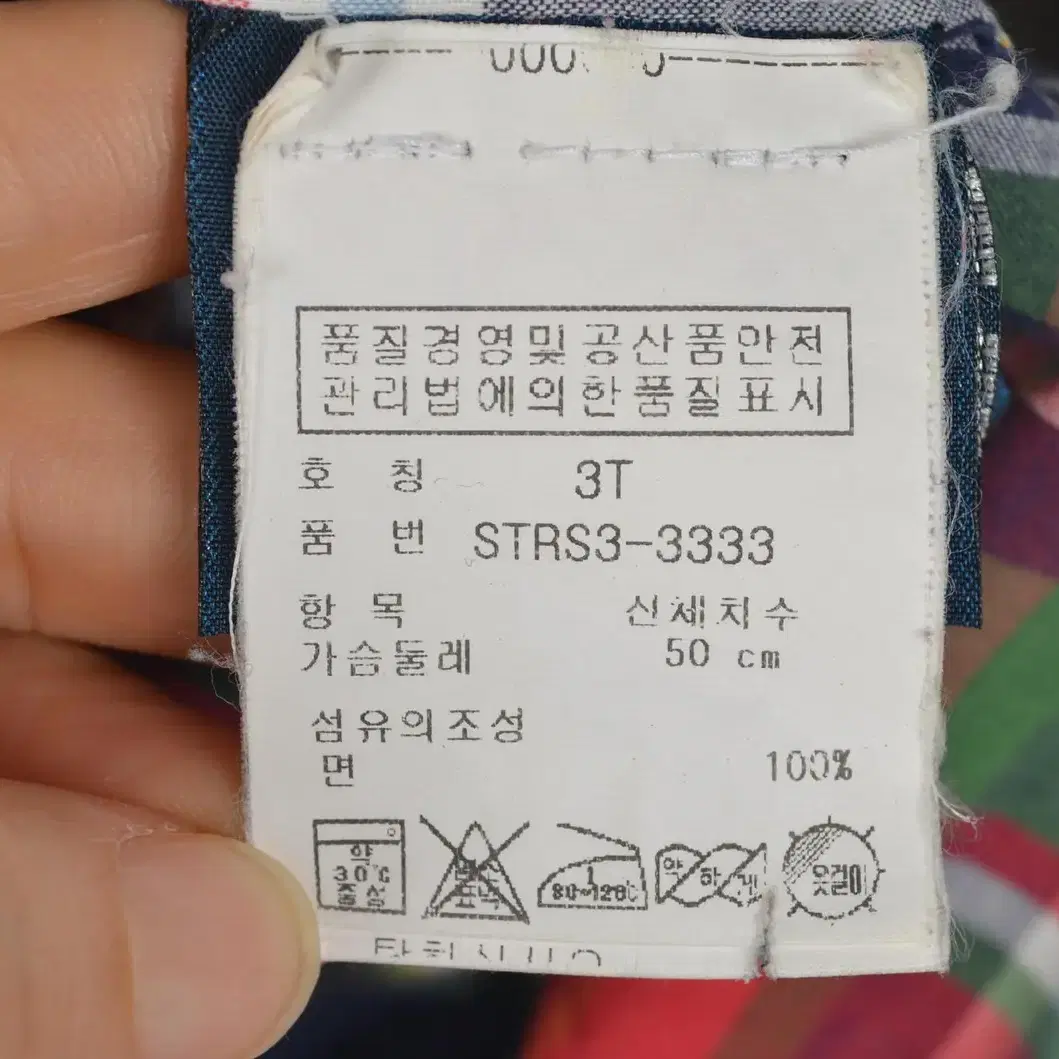 품질경영및공산품안전
관리법에의한품질표시
호 칭 3T
품 번 STRS3-3333
항 목 신체치수
가슴둘레 50 cm
섬유의조성
면 100%
약
30℃
중성
염소
표백
1
80~120℃
약하게
옷걸이